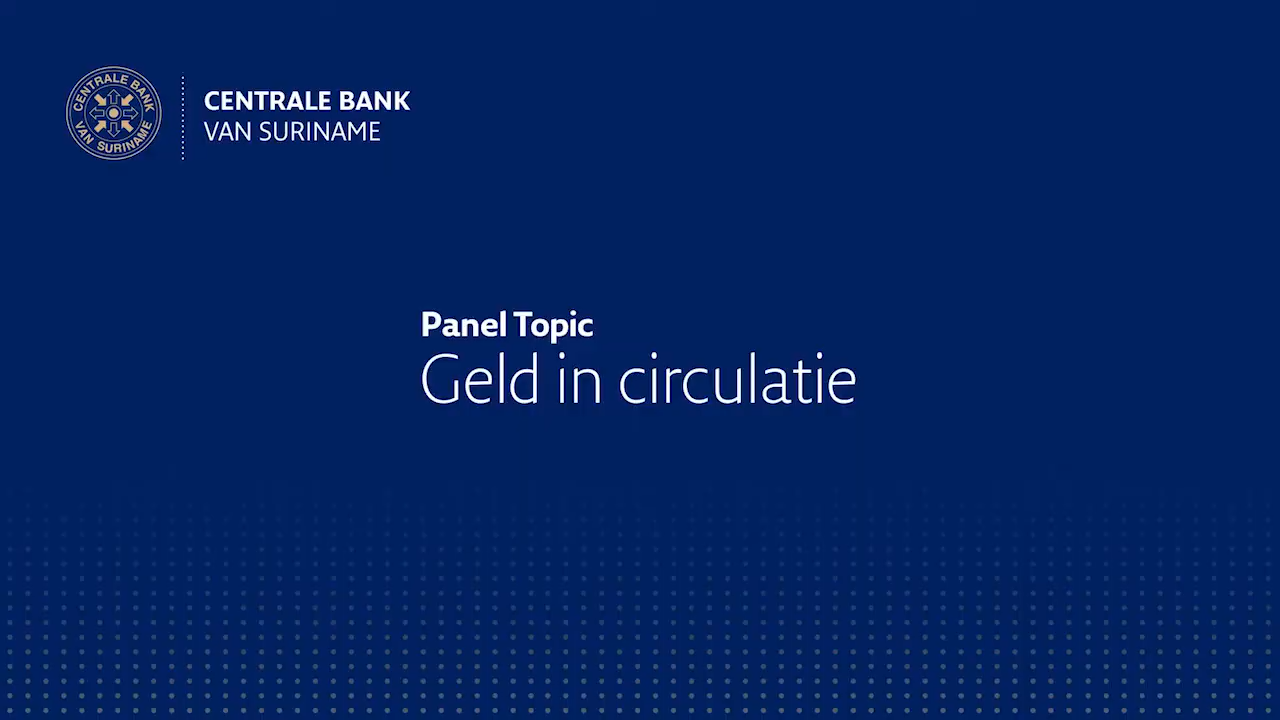 CENTRALE BANK
VAN SURINAME
CENTRALE BANK
VAN SURINAME
Panel Topic
Geld in circulatie